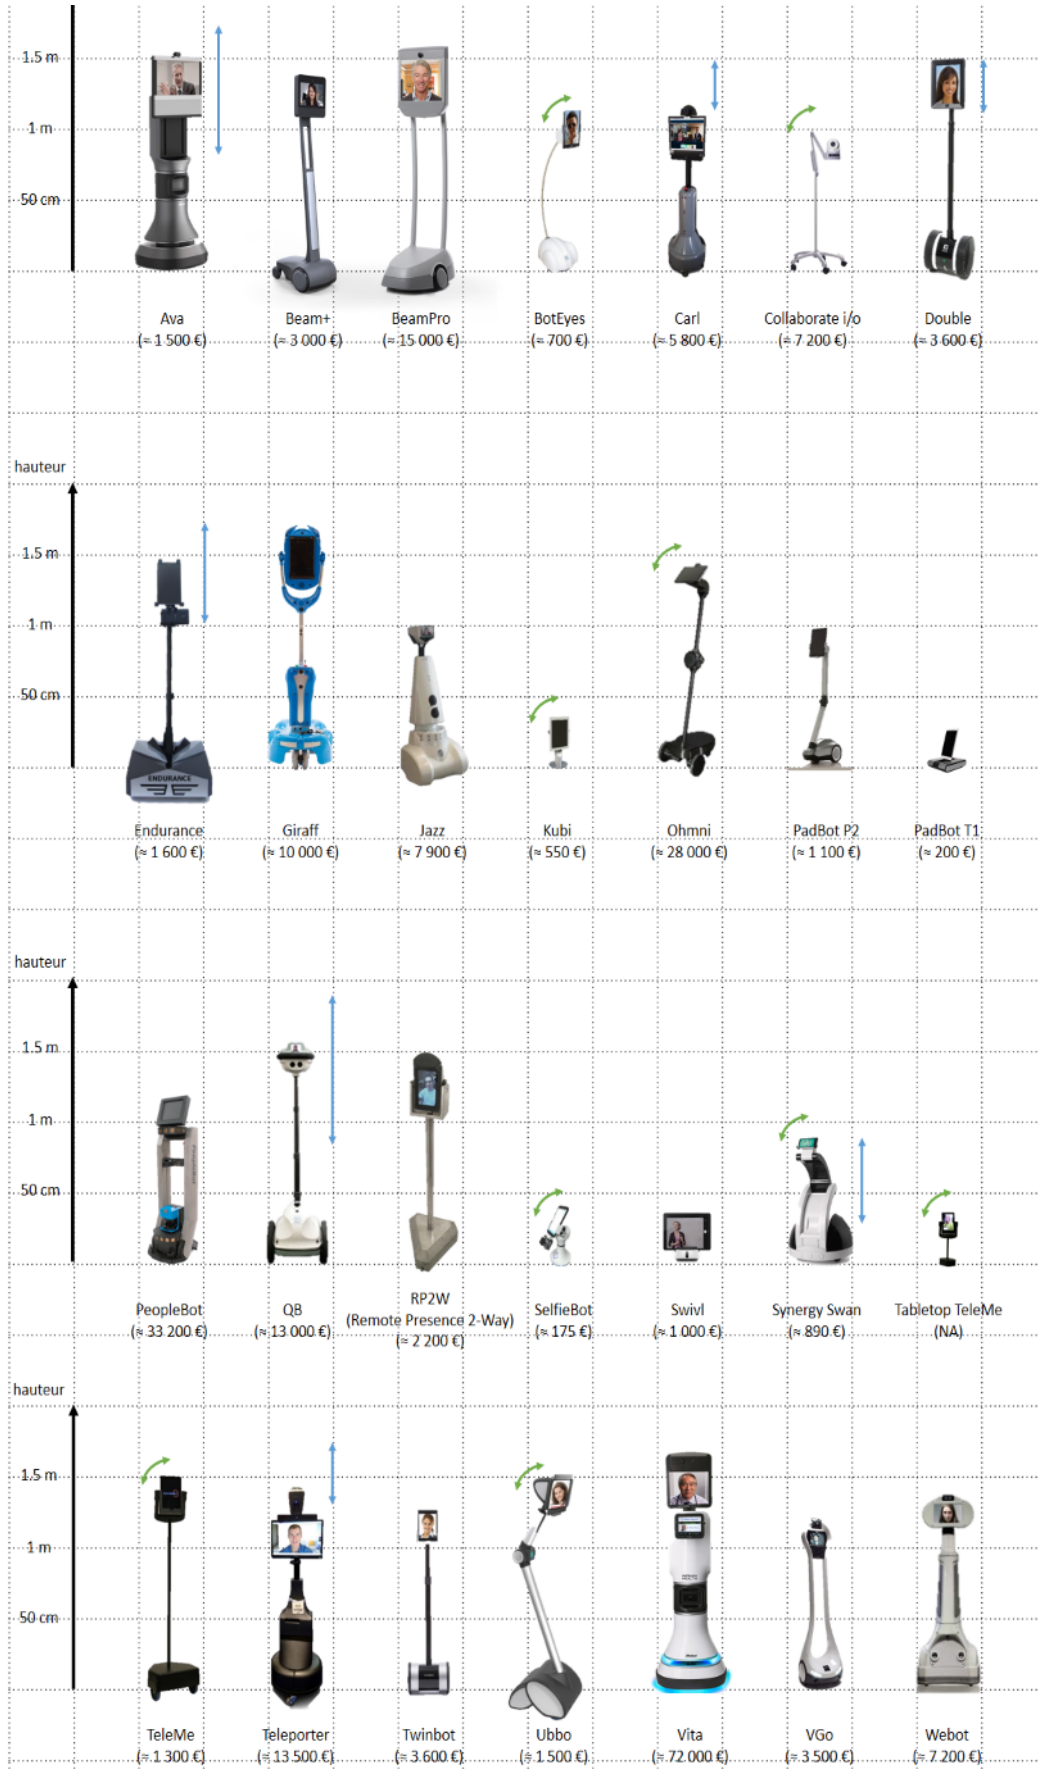 1.5 m
1 m
50 cm
Ava Beam+ BeamPro BotEyes Carl Collaborate i/o Double
(≈ 1 500 €) (≈ 3 000 €) (≈ 15 000 €) (≈ 700 €) (≈ 5 800 €) (≈ 7 200 €) (≈ 3 600 €)
hauteur
1.5 m
1 m
50 cm
ENDURANCE
Endurance Giraff Jazz Kubi Ohmni PadBot P2 PadBot T1
(≈ 1 600 €) (≈ 10 000 €) (≈ 7 900 €) (≈ 550 €) (≈ 28 000 €) (≈ 1 100 €) (≈ 200 €)
hauteur
1.5 m
1 m
50 cm
PeopleBot QB RP2W SelfieBot Swivl Synergy Swan Tabletop TeleMe
(≈ 33 200 €) (≈ 13 000 €) (Remote Presence 2-Way) (≈ 175 €) (≈ 1 000 €) (≈ 890 €) (NA)
(≈ 2 200 €)
hauteur
1.5 m
1 m
50 cm
TeleMe Teleporter Twinbot Ubbo Vita VGo Webot
(≈ 1 300 €) (≈ 13 500 €) (≈ 3 600 €) (≈ 1 500 €) (≈ 72 000 €) (≈ 3 500 €) (≈ 7 200 €)